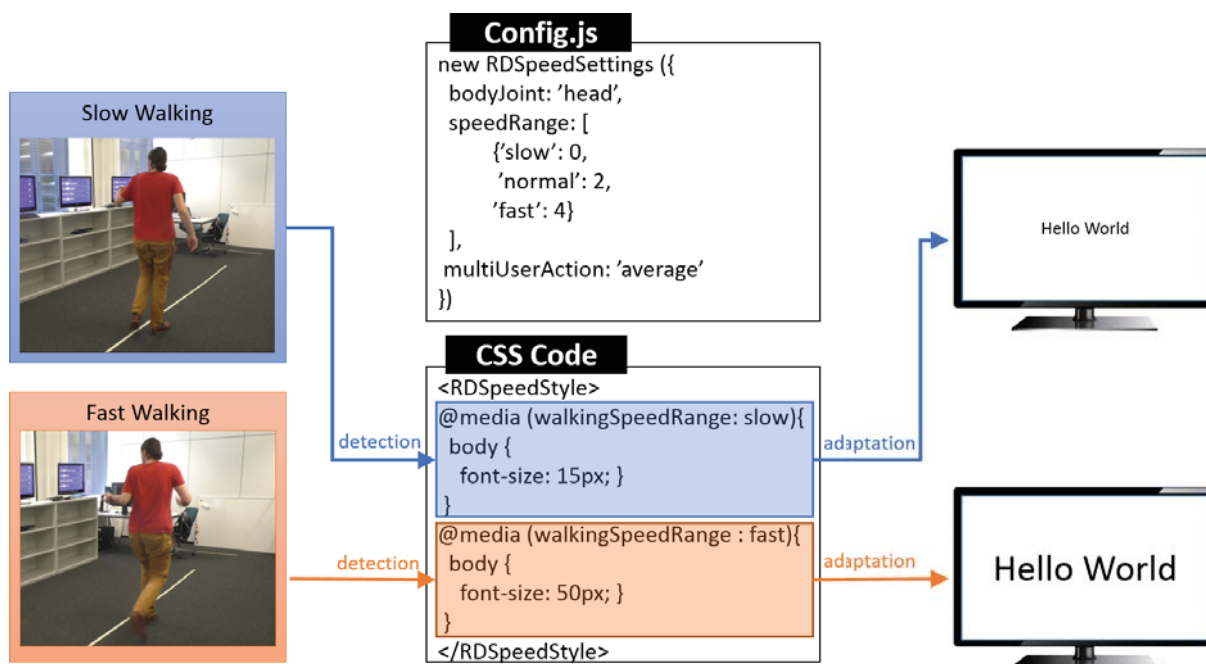 Config.js
new RDSpeedSettings ({
bodyJoint: ’head’,
speedRange: [
{’slow’: 0,
’normal’: 2,
’fast’: 4}
],
multiUserAction: ’average’
})
Slow Walking
Fast Walking
detection
detection
CSS Code
<RDSpeedStyle>
@media (walkingSpeedRange: slow){
body {
font-size: 15px; }
}
@media (walkingSpeedRange : fast){
body {
font-size: 50px; }
}
</RDSpeedStyle>
adaptation
adaptation
Hello World
Hello World